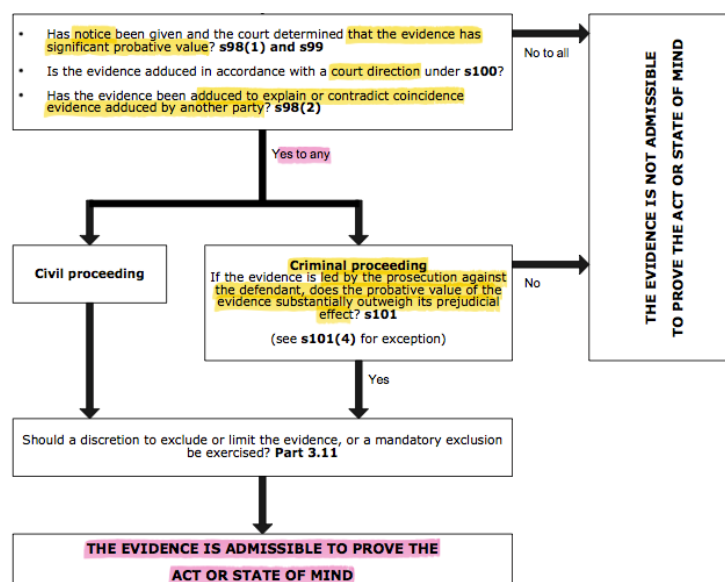 • Has notice been given and the court determined that the evidence has
significant probative value? s98(1) and s99
• Is the evidence adduced in accordance with a court direction under s100?
• Has the evidence been adduced to explain or contradict coincidence
evidence adduced by another party? s98(2)
No to all
THE EVIDENCE IS NOT ADMISSIBLE
TO PROVE THE ACT OR STATE OF MIND
Yes to any
Civil proceeding
Criminal proceeding
If the evidence is led by the prosecution against
the defendant, does the probative value of the
evidence substantially outweigh its prejudicial
effect? s101
(see s101(4) for exception)
No
Yes
Should a discretion to exclude or limit the evidence, or a mandatory exclusion
be exercised? Part 3.11
THE EVIDENCE IS ADMISSIBLE TO PROVE THE
ACT OR STATE OF MIND